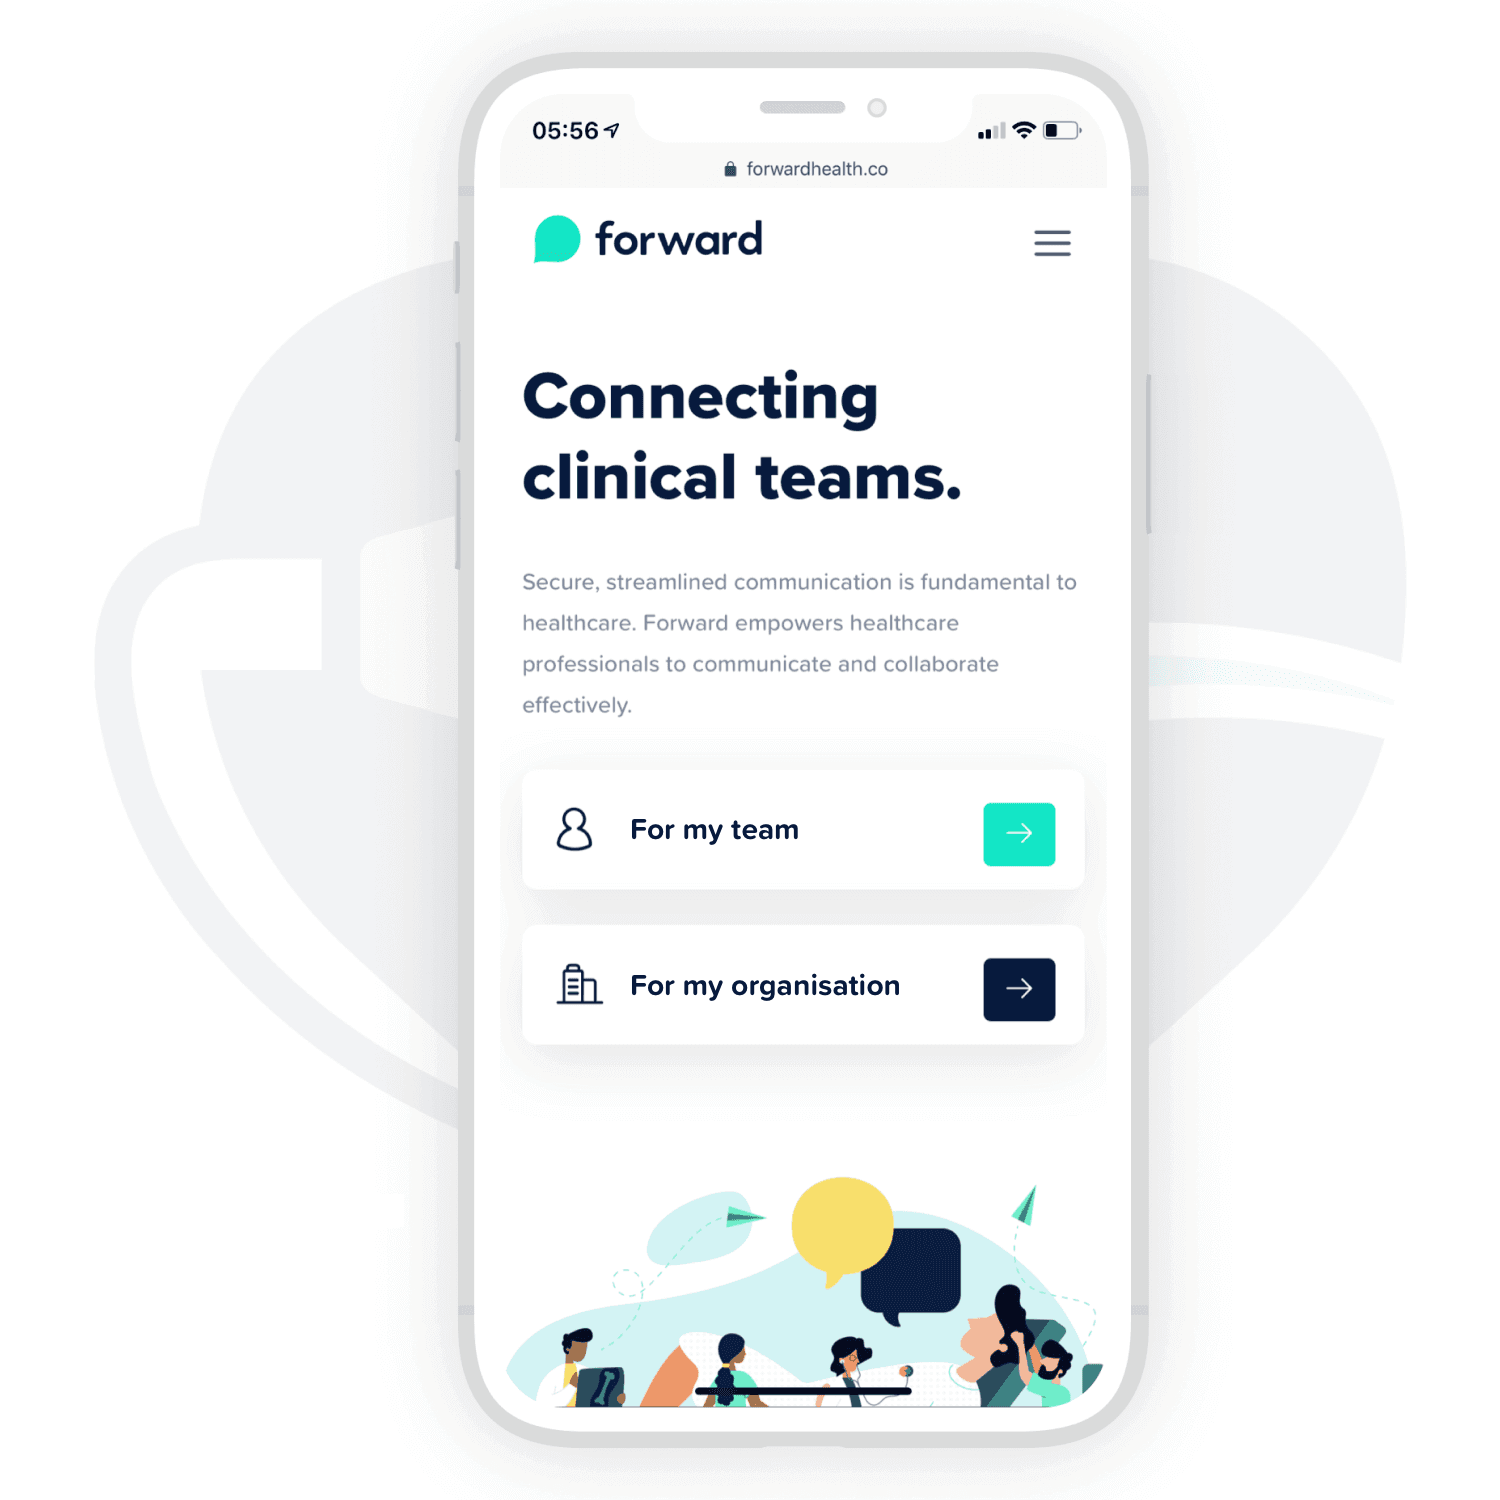 05:56
forwardhealth.co
forward
Connecting
clinical teams.
Secure, streamlined communication is fundamental to
healthcare. Forward empowers healthcare
professionals to communicate and collaborate
effectively.
For my team
For my organisation